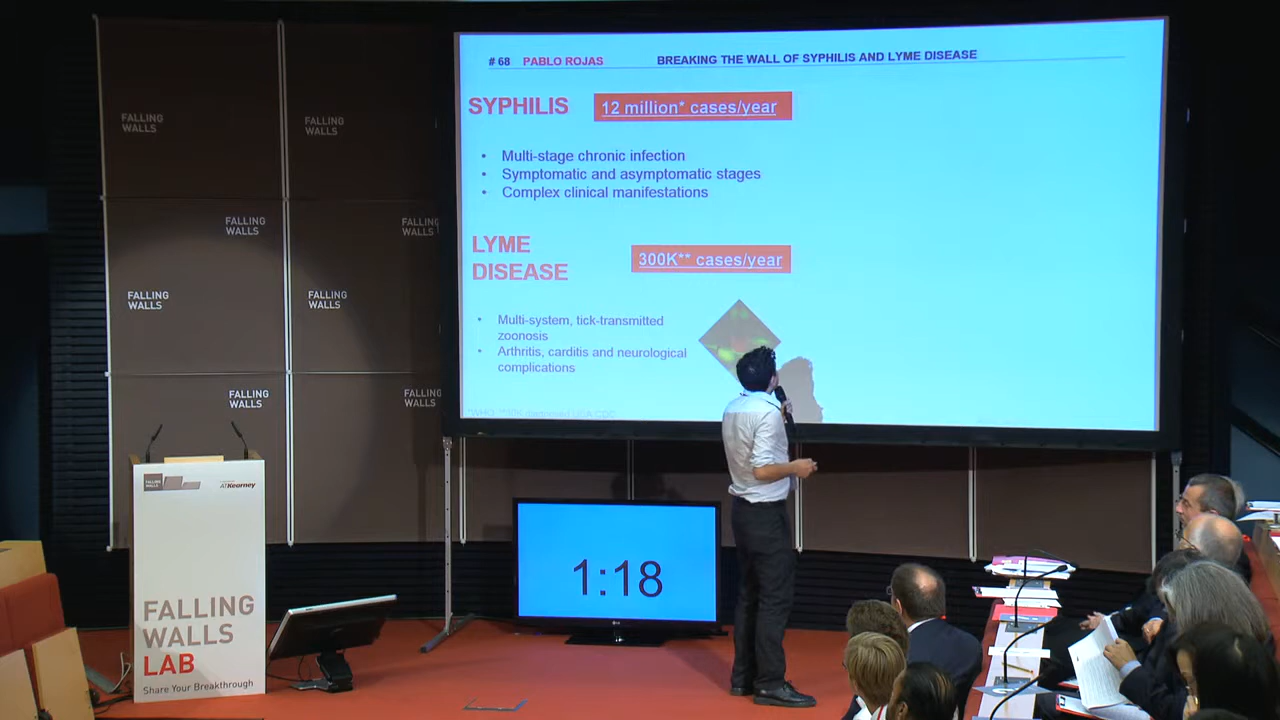 # 68 PABLO ROJAS BREAKING THE WALL OF SYPHILIS AND LYME DISEASE
SYPHILIS 12 million* cases/year
• Multi-stage chronic infection
• Symptomatic and asymptomatic stages
• Complex clinical manifestations
LYME
DISEASE
300K** cases/year
• Multi-system, tick-transmitted
zoonosis
• Arthritis, carditis and neurological
complications
FALLING
WALLS
FALLING
WALLS
FALLING
WALLS
FALLING
WALLS
FALLING
WALLS
FALLING
WALLS
FALLING
WALLS
FALLING
WALLS
FALLING
WALLS
ATKearney
FALLING
WALLS
LAB
Share Your Breakthrough
1:18